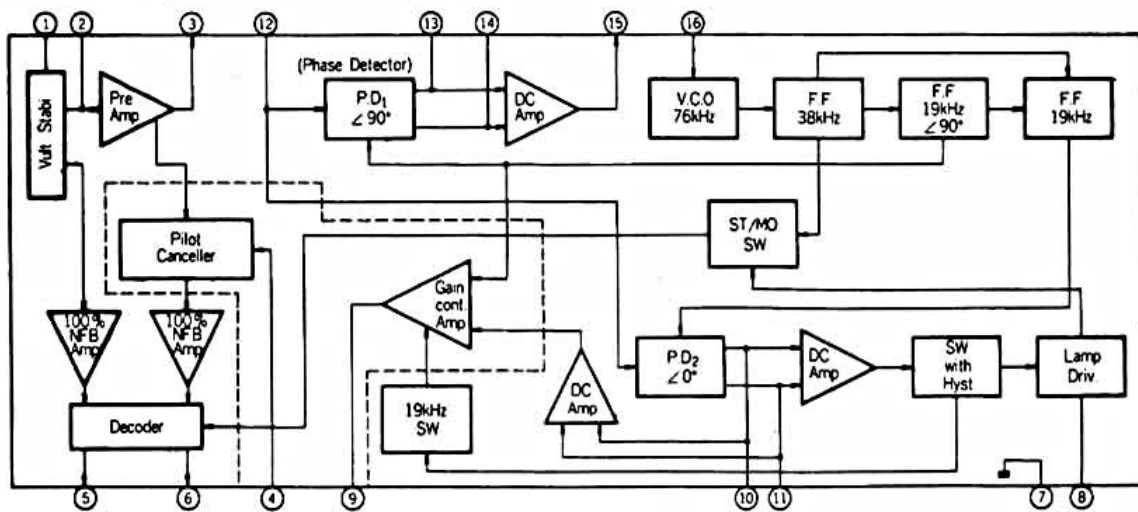 1 2 3 12 13 14 15 16
(Phase Detector)
Volt Stabi
Pre
Amp
P.D1
∠90°
DC
Amp
V.C.O
76kHz
F.F
38kHz
F.F
19kHz
∠90°
F.F
19kHz
Pilot
Canceller
ST/MO
SW
Gain
cont.
Amp
100%
NFB
Amp
100%
NFB
Amp
P.D2
∠0°
DC
Amp
SW
with
Hyst
Lamp
Driv.
DC
Amp
19kHz
SW
Decoder
5 6 4 9 10 11 7 8